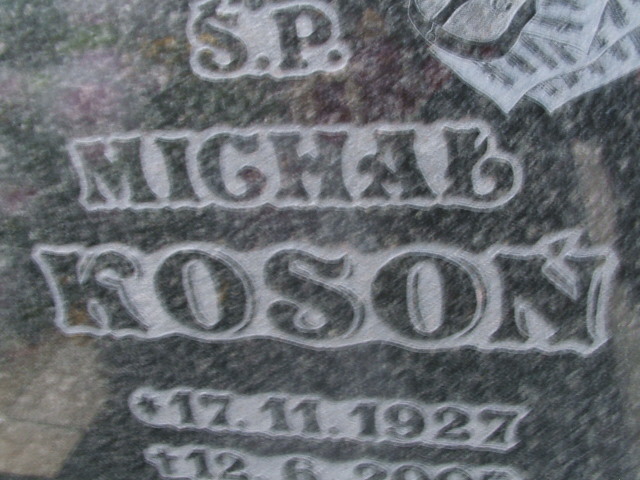 Ś.P.
MICHAŁ
KOSOŃ
*17.11.1927
†12.6.